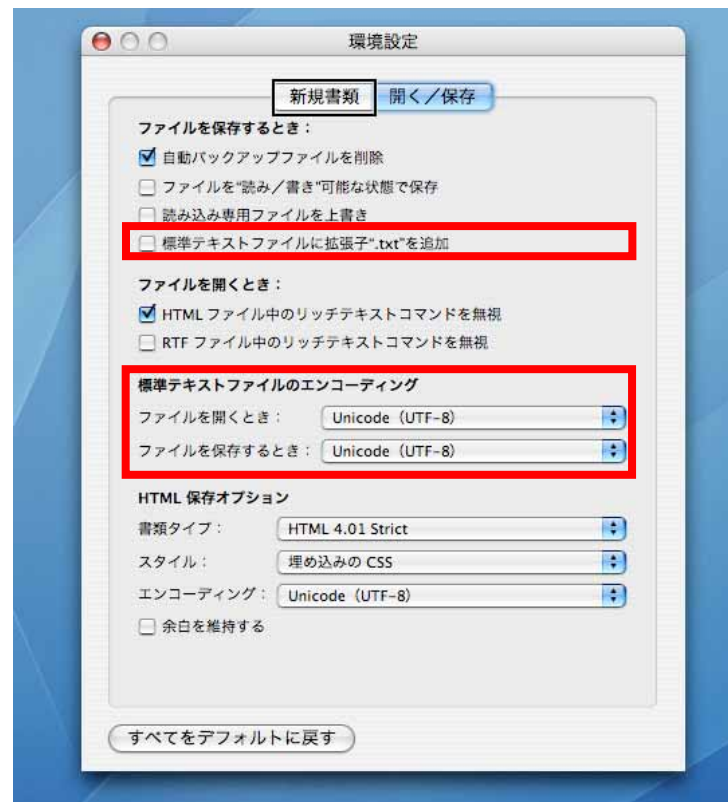 環境設定
新規書類 開く／保存
ファイルを保存するとき：
自動バックアップファイルを削除
ファイルを"読み／書き"可能な状態で保存
読み込み専用ファイルを上書き
標準テキストファイルに拡張子".txt"を追加
ファイルを開くとき：
HTML ファイル中のリッチテキストコマンドを無視
RTF ファイル中のリッチテキストコマンドを無視
標準テキストファイルのエンコーディング
ファイルを開くとき： Unicode（UTF-8）
ファイルを保存するとき： Unicode（UTF-8）
HTML 保存オプション
書類タイプ： HTML 4.01 Strict
スタイル： 埋め込みの CSS
エンコーディング： Unicode（UTF-8）
余白を維持する
すべてをデフォルトに戻す